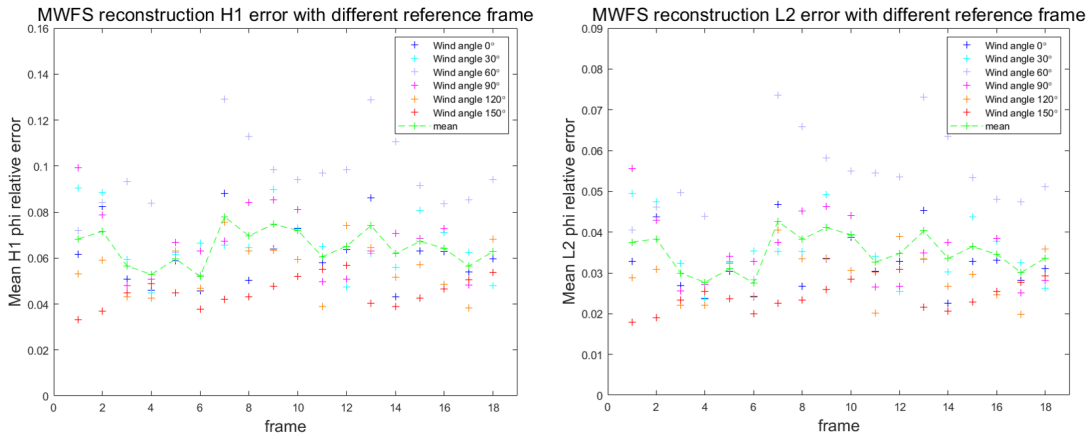 MWFS reconstruction H1 error with different reference frame
Mean H1 phi relative error
0.16
0.14
0.12
0.1
0.08
0.06
0.04
0.02
0
0 2 4 6 8 10 12 14 16 18
frame
Wind angle 0°
Wind angle 30°
Wind angle 60°
Wind angle 90°
Wind angle 120°
Wind angle 150°
mean
MWFS reconstruction L2 error with different reference frame
Mean L2 phi relative error
0.09
0.08
0.07
0.06
0.05
0.04
0.03
0.02
0.01
0
0 2 4 6 8 10 12 14 16 18
frame
Wind angle 0°
Wind angle 30°
Wind angle 60°
Wind angle 90°
Wind angle 120°
Wind angle 150°
mean